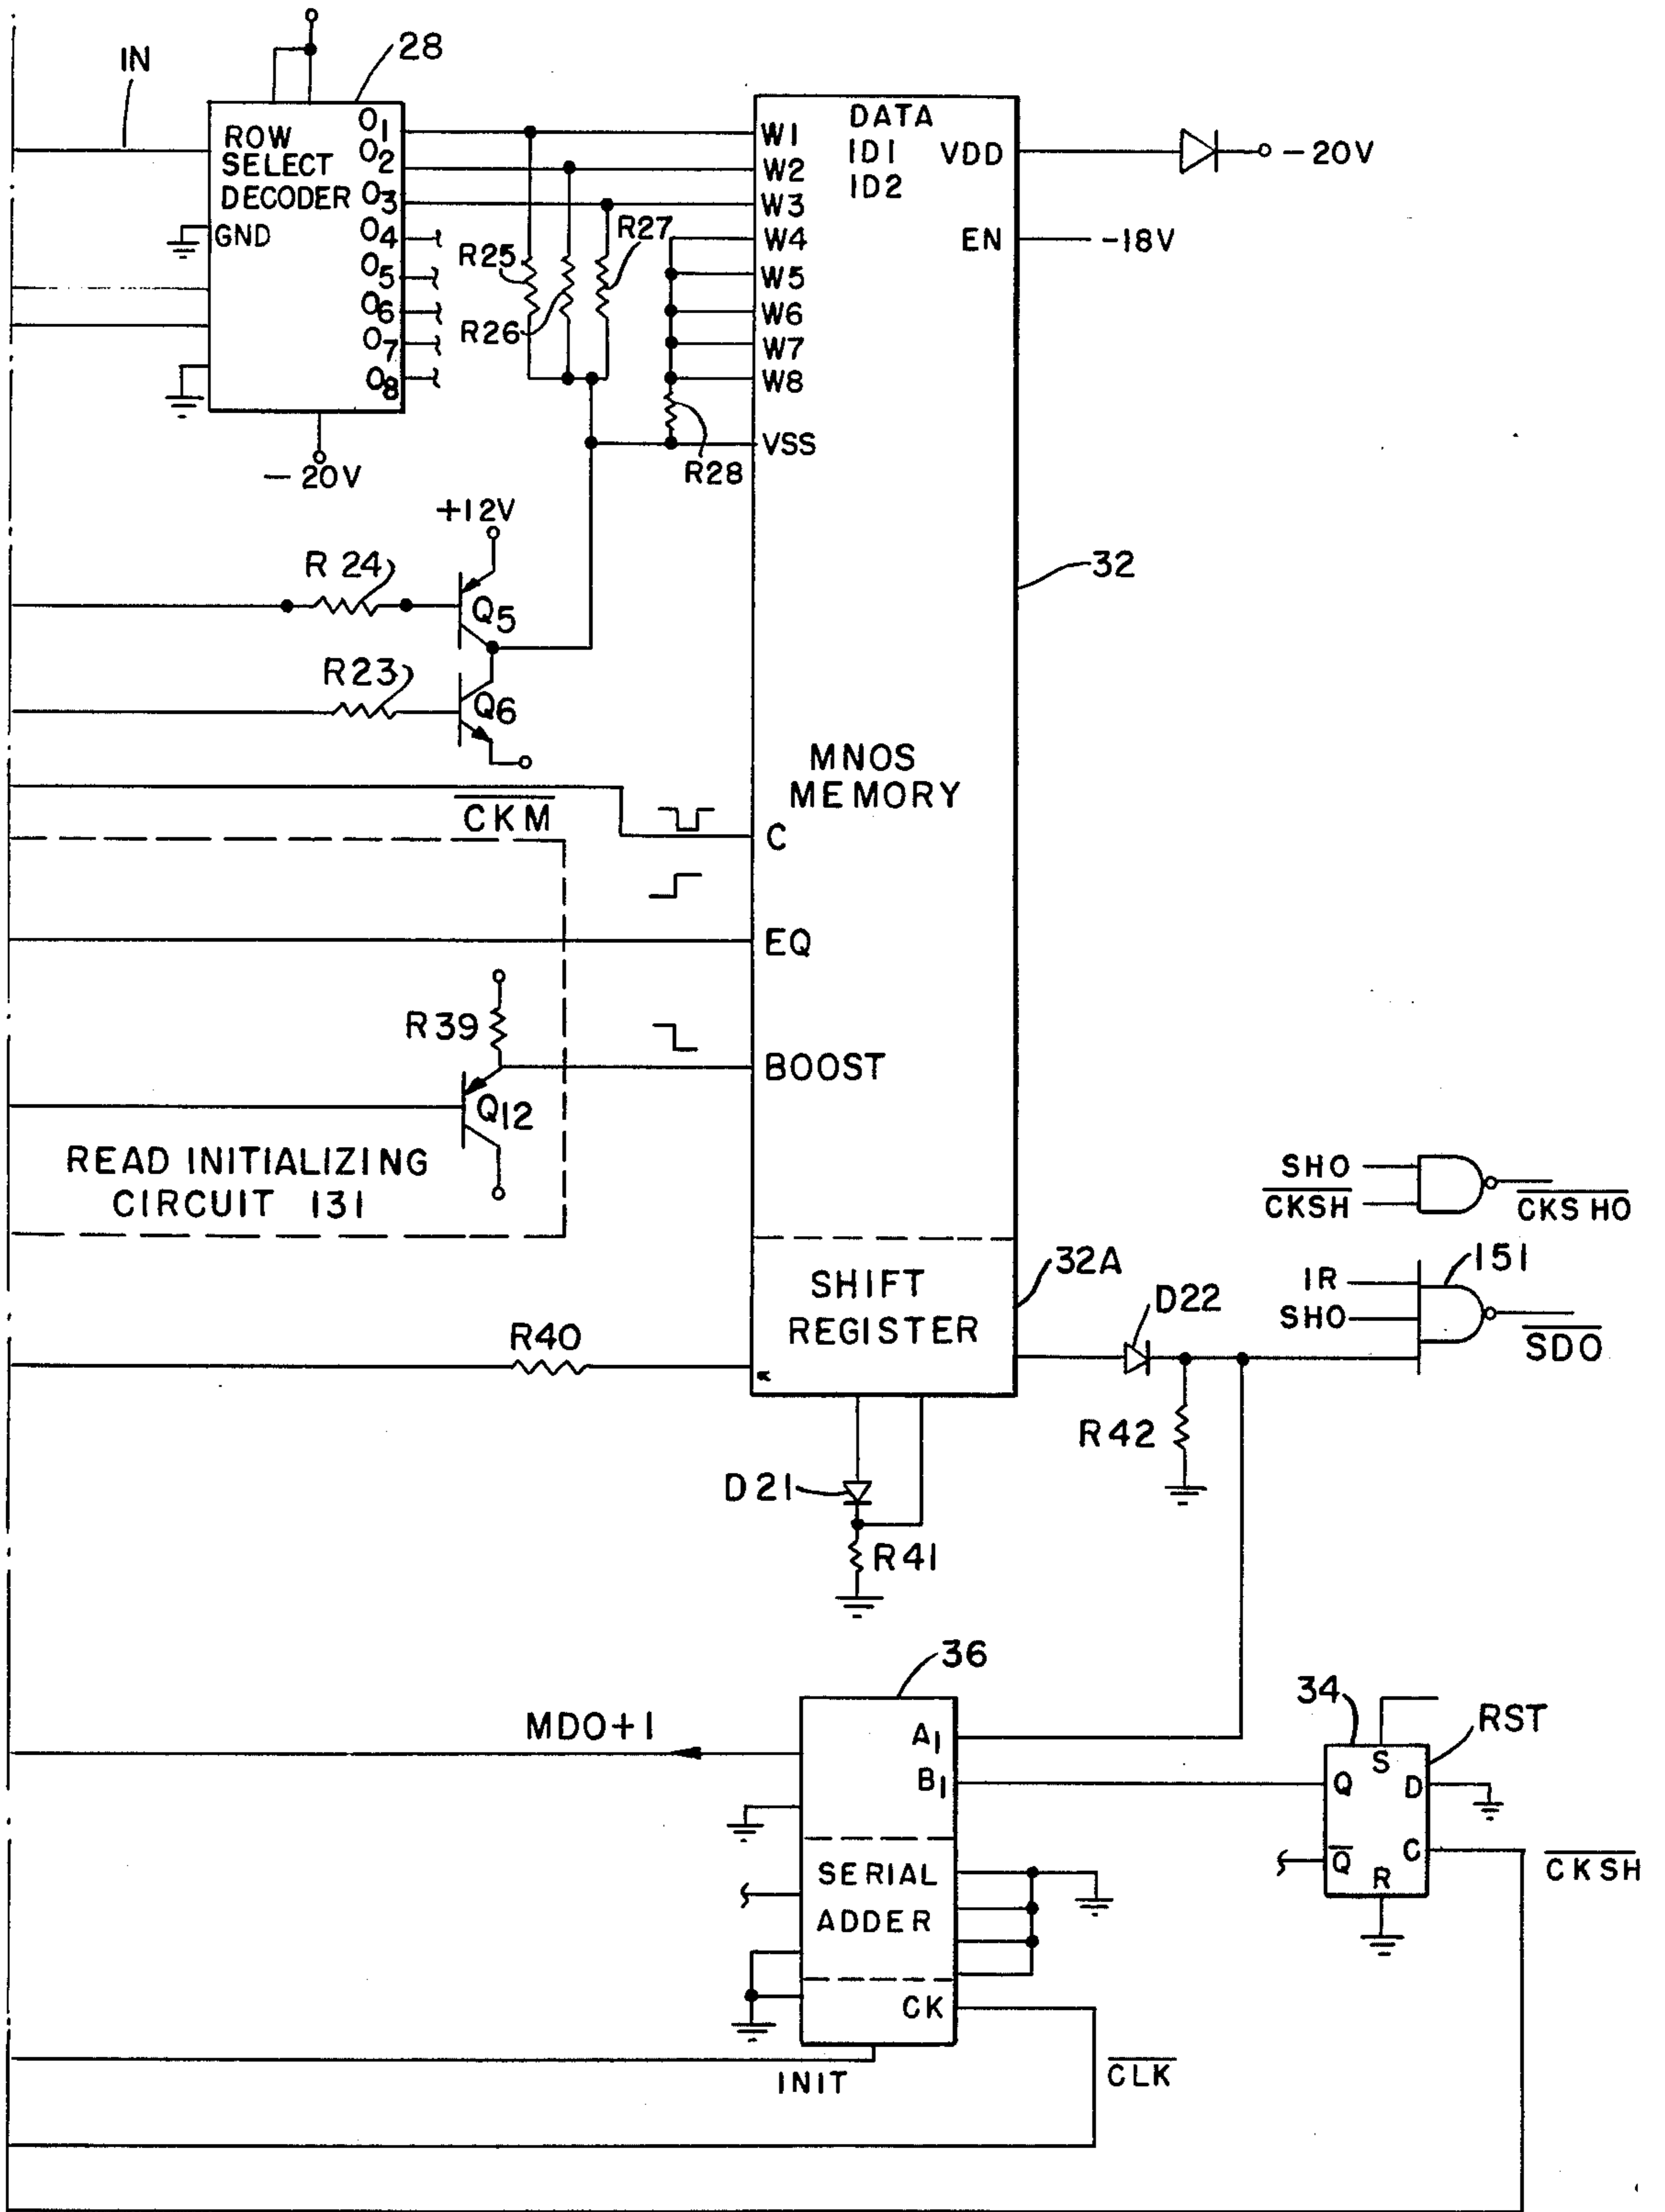 IN
28
ROW
SELECT
DECODER
GND
O1
O2
O3
O4
O5
O6
O7
O8
-20V
R25
R26
R27
R28
W1
W2
W3
W4
W5
W6
W7
W8
VSS
DATA
ID1
ID2
VDD
-20V
EN
-18V
+12V
R 24
Q5
R23
Q6
32
MNOS
MEMORY
CKM
C
EQ
R39
BOOST
Q12
READ INITIALIZING
CIRCUIT 131
SHO
CKSH
CKSHO
32A
SHIFT
REGISTER
D22
151
IR
SHO
SDO
R40
R42
D21
R41
36
MDO+1
A1
B1
34
RST
S
Q
D
Q
C
R
CKSH
SERIAL
ADDER
CK
INIT
CLK